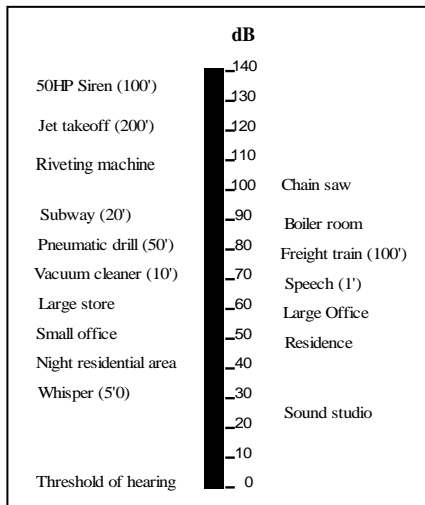 dB
140
50HP Siren (100')
130
Jet takeoff (200')
120
110
Riveting machine
100
Chain saw
Subway (20')
90
Boiler room
Pneumatic drill (50')
80
Freight train (100')
Vacuum cleaner (10')
70
Speech (1')
Large store
60
Large Office
Small office
50
Residence
Night residential area
40
Whisper (5'0)
30
Sound studio
20
10
Threshold of hearing
0